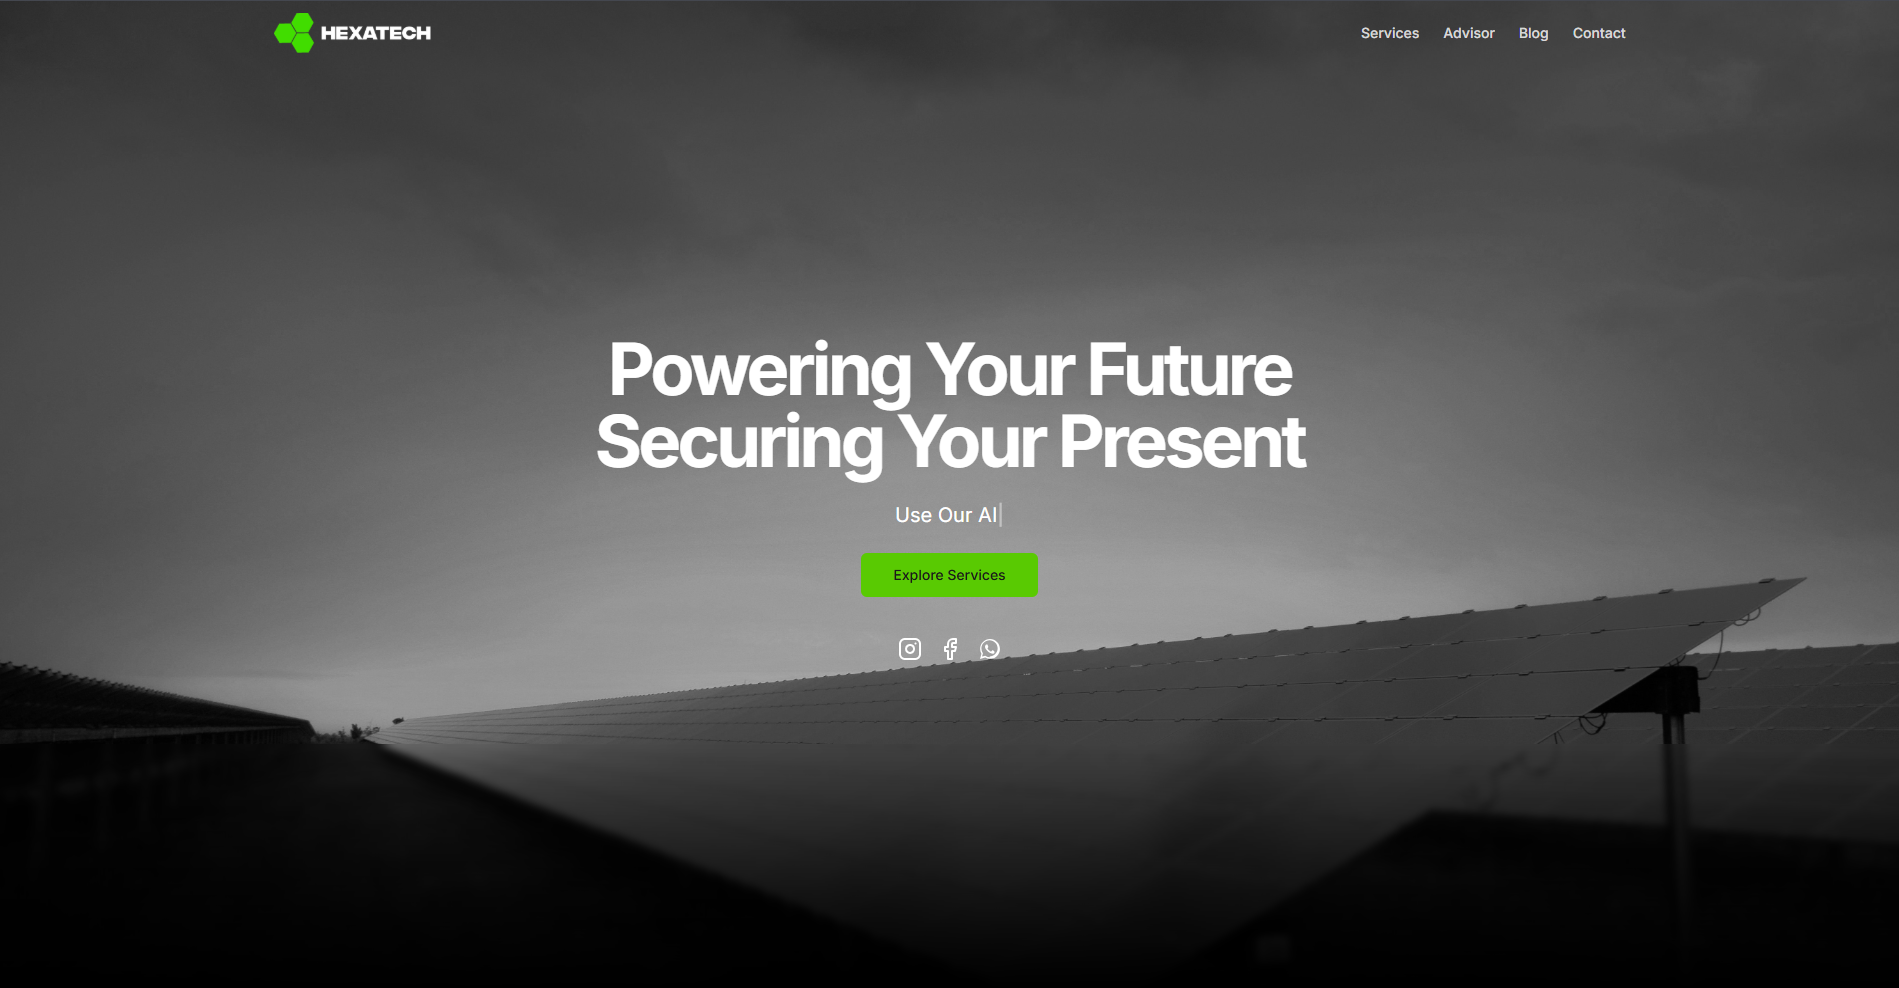 HEXATECH
Services
Advisor
Blog
Contact
Powering Your Future
Securing Your Present
Use Our AI
Explore Services